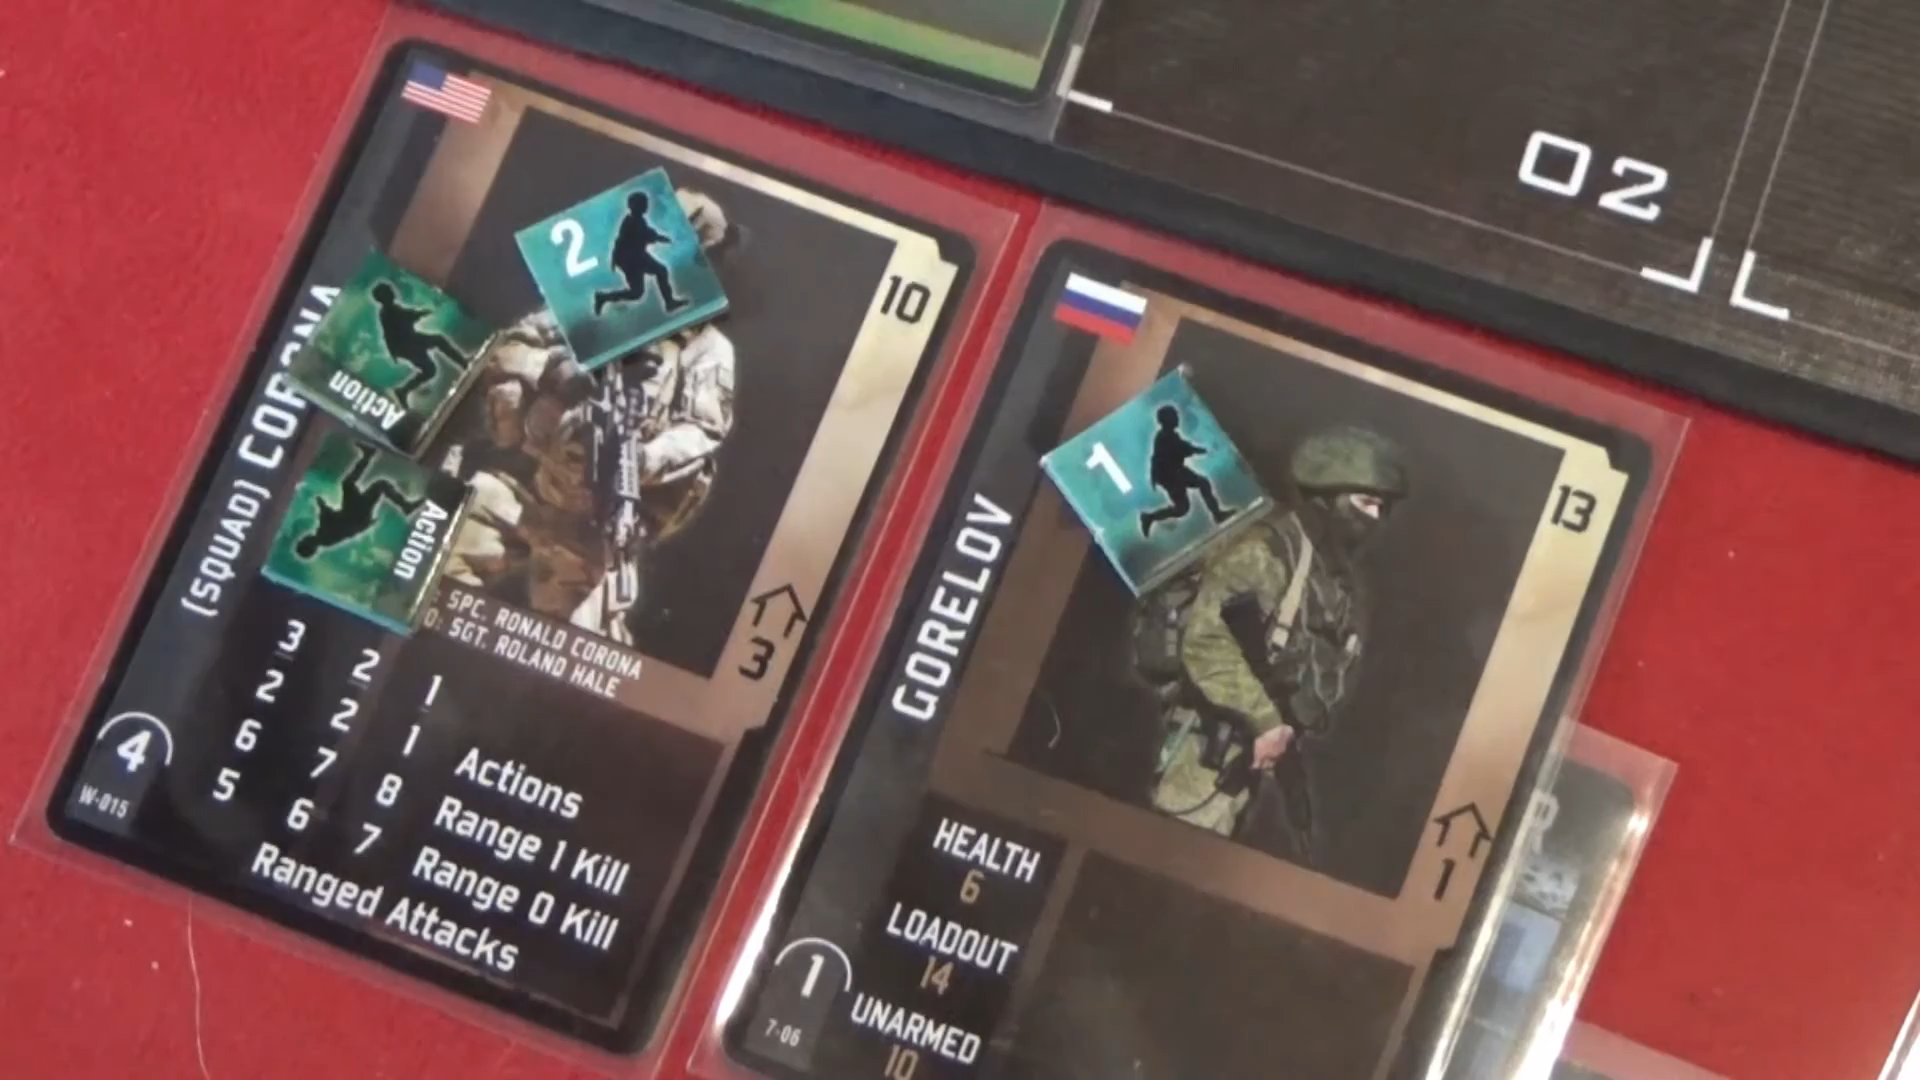 02
(SQUAD) CORONA
10
2
Action
Action
SPC. RONALD CORONA
O: SGT. ROLAND HALE
3
3 2 1 Actions
2 2 1 Range 1 Kill
6 7 8 Range 0 Kill
5 6 7 Ranged Attacks
4
W-015
GORELOV
13
1
1
HEALTH
6
LOADOUT
14
UNARMED
10
1
7-06